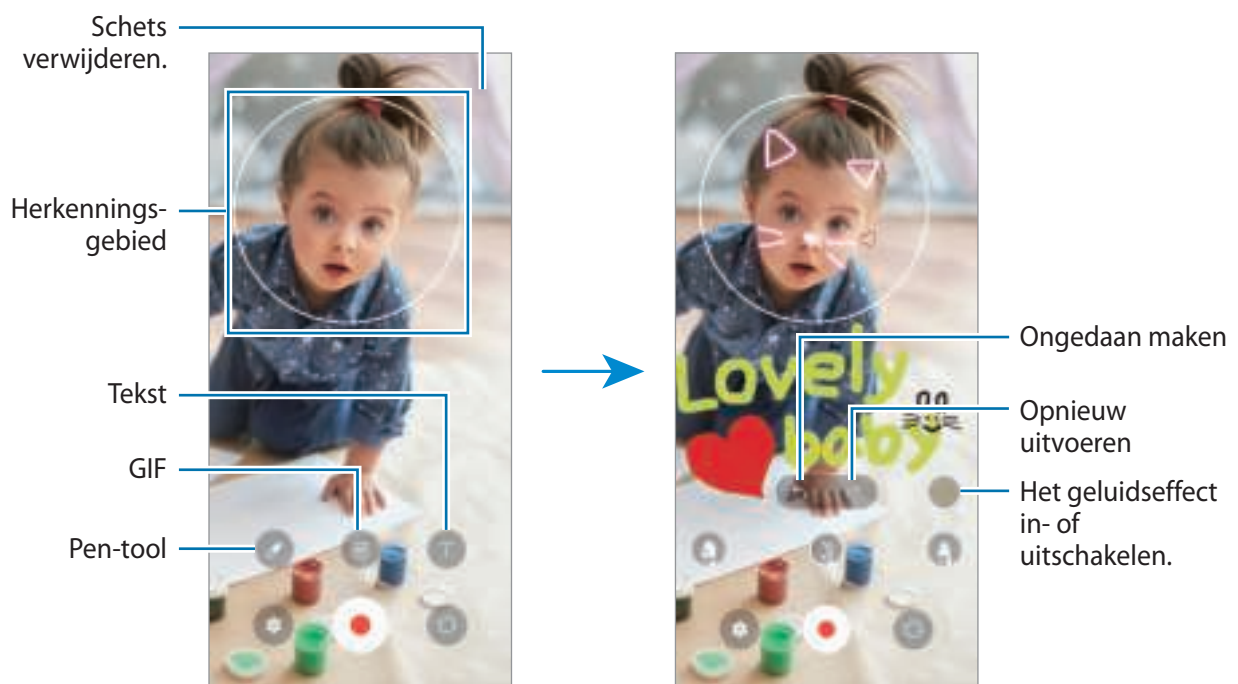 Schets
verwijderen.
Herkennings-
gebied
Tekst
GIF
Pen-tool
Lovely
baby
Ongedaan maken
Opnieuw
uitvoeren
Het geluidseffect
in- of
uitschakelen.